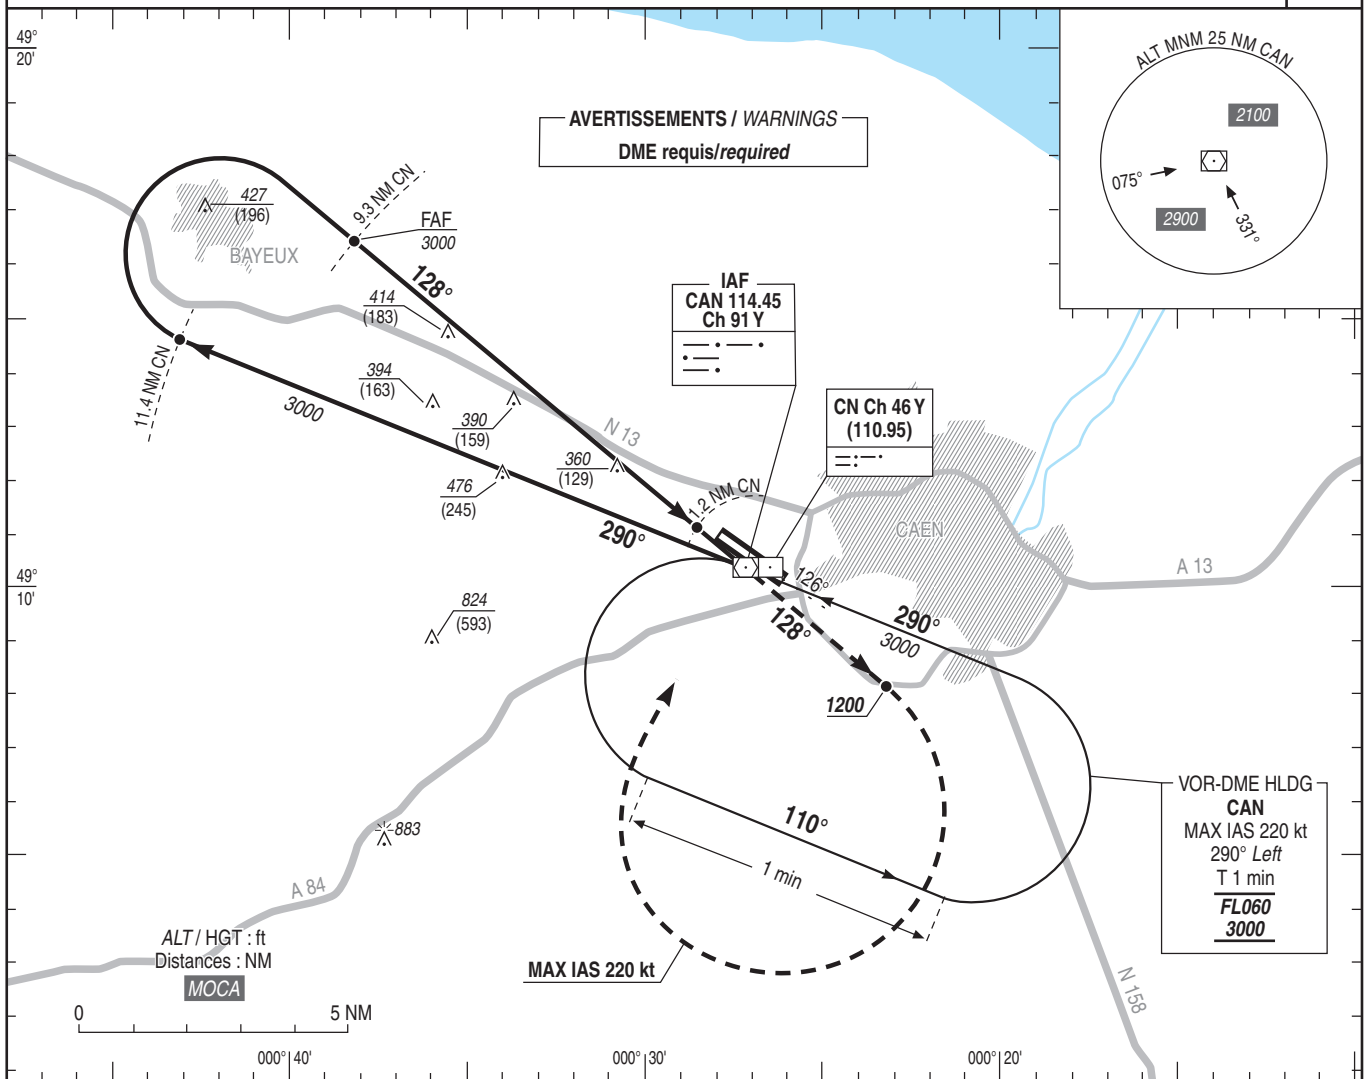 49°
20'
AVERTISSEMENTS / WARNINGS
DME requis/required
ALT MNM 25 NM CAN
2100
075°
2900
331°
427
(196)
BAYEUX
9.3 NM CN
FAF
3000
128°
414
(183)
IAF
CAN 114.45
Ch 91 Y
11.4 NM CN
3000
394
(163)
390
(159)
N 13
CN Ch 46 Y
(110.95)
360
(129)
476
(245)
1.2 NM CN
290°
CAEN
A 13
49°
10'
126°
128°
290°
3000
824
(593)
1200
110°
1 min
VOR-DME HLDG
CAN
MAX IAS 220 kt
290° Left
T 1 min
FL060
3000
883
A 84
ALT / HGT : ft
Distances : NM
MOCA
MAX IAS 220 kt
N 158
0
5 NM
000° 40'
000° 30'
000° 20'